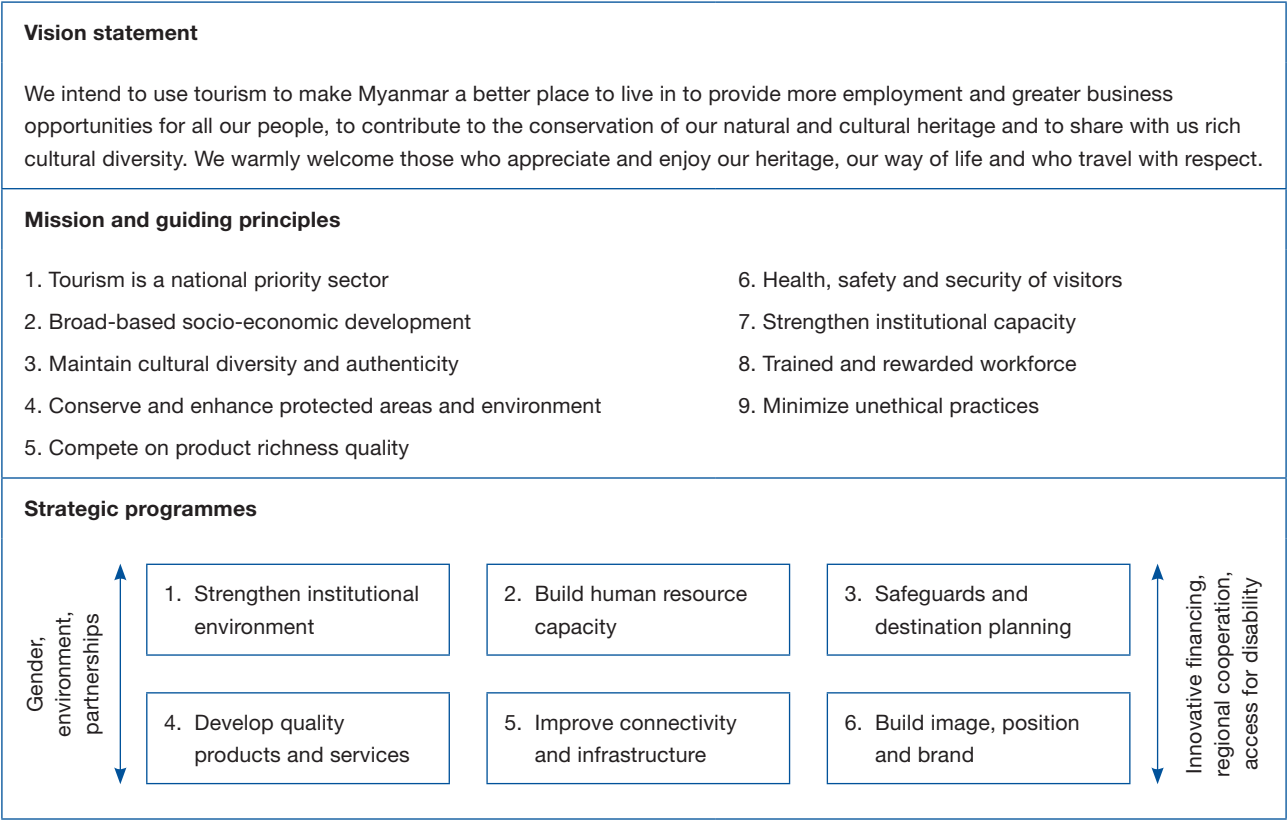 Vision statement
We intend to use tourism to make Myanmar a better place to live in to provide more employment and greater business
opportunities for all our people, to contribute to the conservation of our natural and cultural heritage and to share with us rich
cultural diversity. We warmly welcome those who appreciate and enjoy our heritage, our way of life and who travel with respect.
Mission and guiding principles
1. Tourism is a national priority sector
2. Broad-based socio-economic development
3. Maintain cultural diversity and authenticity
4. Conserve and enhance protected areas and environment
5. Compete on product richness quality
6. Health, safety and security of visitors
7. Strengthen institutional capacity
8. Trained and rewarded workforce
9. Minimize unethical practices
Strategic programmes
Gender,
environment,
partnerships
1. Strengthen institutional
environment
2. Build human resource
capacity
3. Safeguards and
destination planning
4. Develop quality
products and services
5. Improve connectivity
and infrastructure
6. Build image, position
and brand
Innovative financing,
regional cooperation,
access for disability